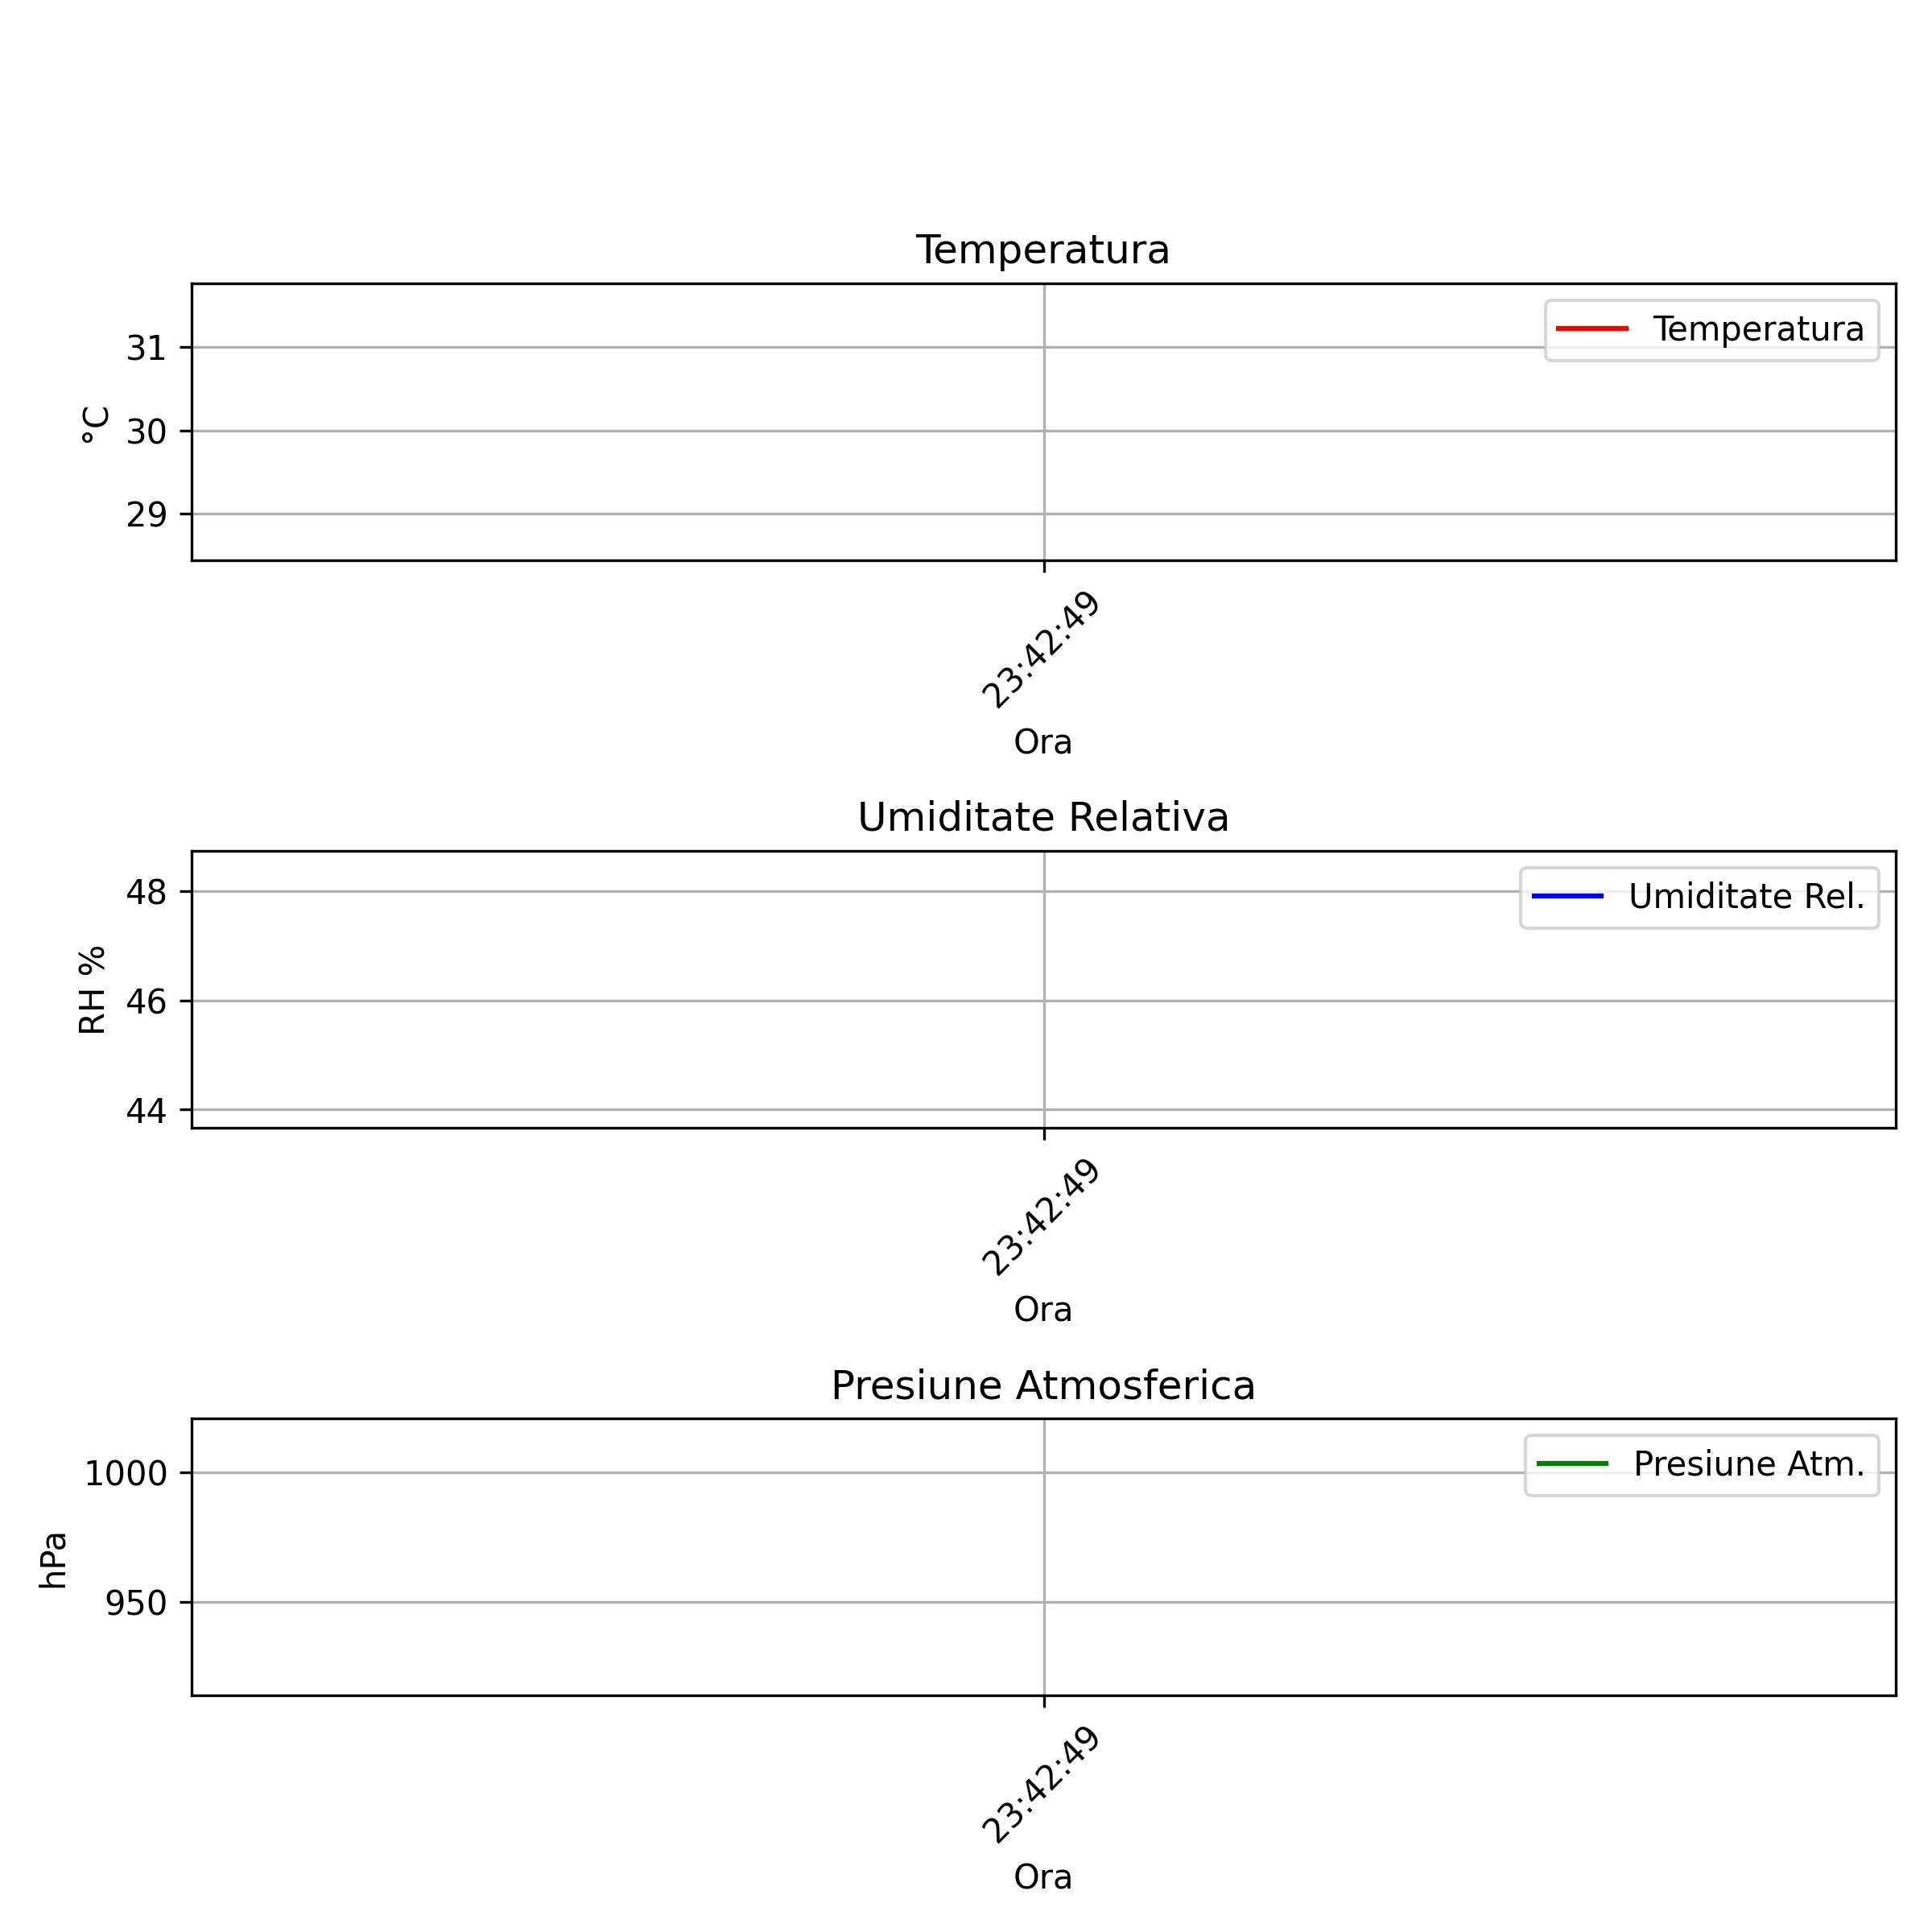 Temperatura
Temperatura
31
30
29
°C
23:42:49
Ora
Umiditate Relativa
Umiditate Rel.
48
46
44
RH %
23:42:49
Ora
Presiune Atmosferica
Presiune Atm.
1000
950
hPa
23:42:49
Ora